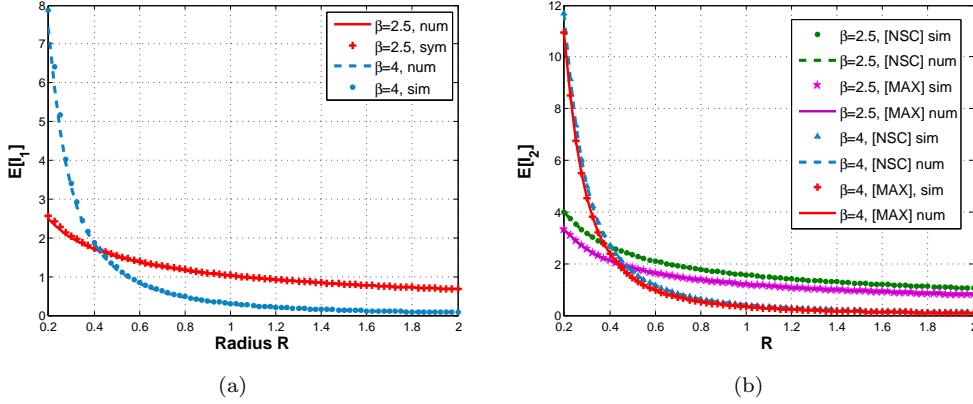 8
7
6
5
4
3
2
1
0
E[I₁]
0.2 0.4 0.6 0.8 1 1.2 1.4 1.6 1.8 2
Radius R
β=2.5, num
β=2.5, sym
β=4, num
β=4, sim
(a)
12
10
8
6
4
2
0
E[I₂]
0.2 0.4 0.6 0.8 1 1.2 1.4 1.6 1.8 2
R
β=2.5, [NSC] sim
β=2.5, [NSC] num
β=2.5, [MAX] sim
β=2.5, [MAX] num
β=4, [NSC] sim
β=4, [NSC] num
β=4, [MAX], sim
β=4, [MAX] num
(b)